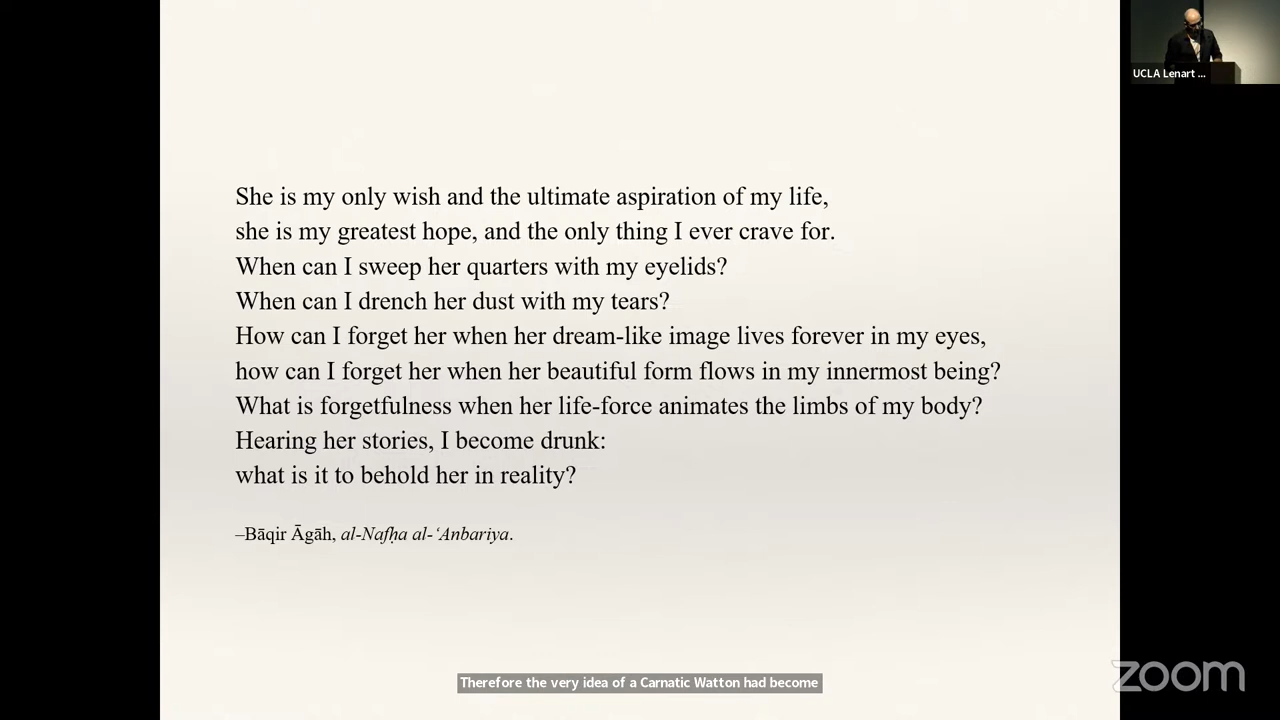 She is my only wish and the ultimate aspiration of my life,
she is my greatest hope, and the only thing I ever crave for.
When can I sweep her quarters with my eyelids?
When can I drench her dust with my tears?
How can I forget her when her dream-like image lives forever in my eyes,
how can I forget her when her beautiful form flows in my innermost being?
What is forgetfulness when her life-force animates the limbs of my body?
Hearing her stories, I become drunk:
what is it to behold her in reality?
–Bāqir Āgāh, al-Nafḥa al-ʻAnbariya.
UCLA Lenart ...
Therefore the very idea of a Carnatic Watton had become
zoom